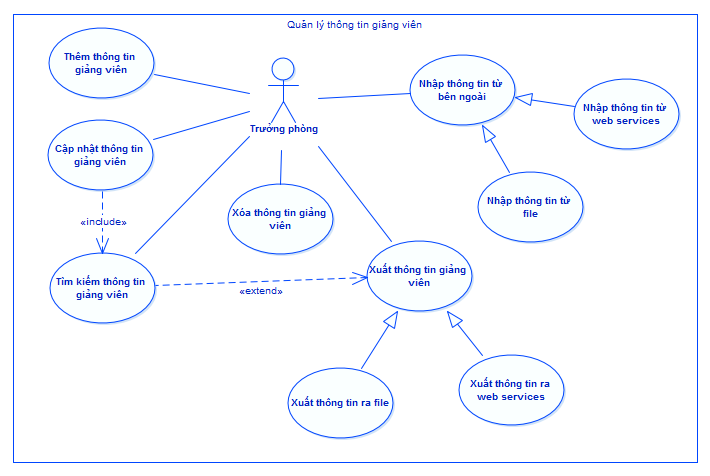 Quản lý thông tin giảng viên
Thêm thông tin
giảng viên
Trưởng phòng
Nhập thông tin từ
bên ngoài
Nhập thông tin từ
web services
Cập nhật thông tin
giảng viên
«include»
Xóa thông tin giảng
viên
Nhập thông tin từ
file
Tìm kiếm thông tin
giảng viên
«extend»
Xuất thông tin giảng
viên
Xuất thông tin ra file
Xuất thông tin ra
web services